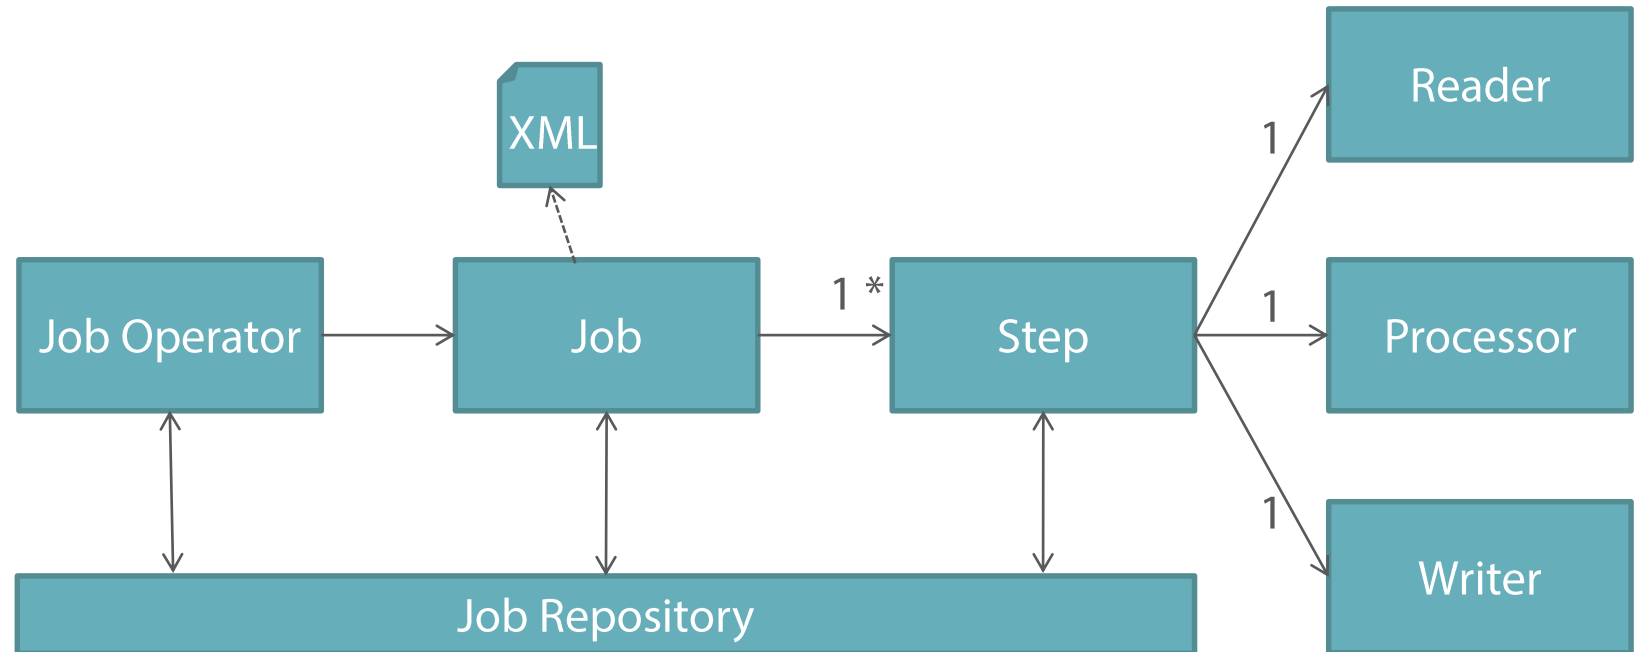 Reader
XML
1
Job Operator
Job
1 *
Step
1
Processor
1
Writer
Job Repository